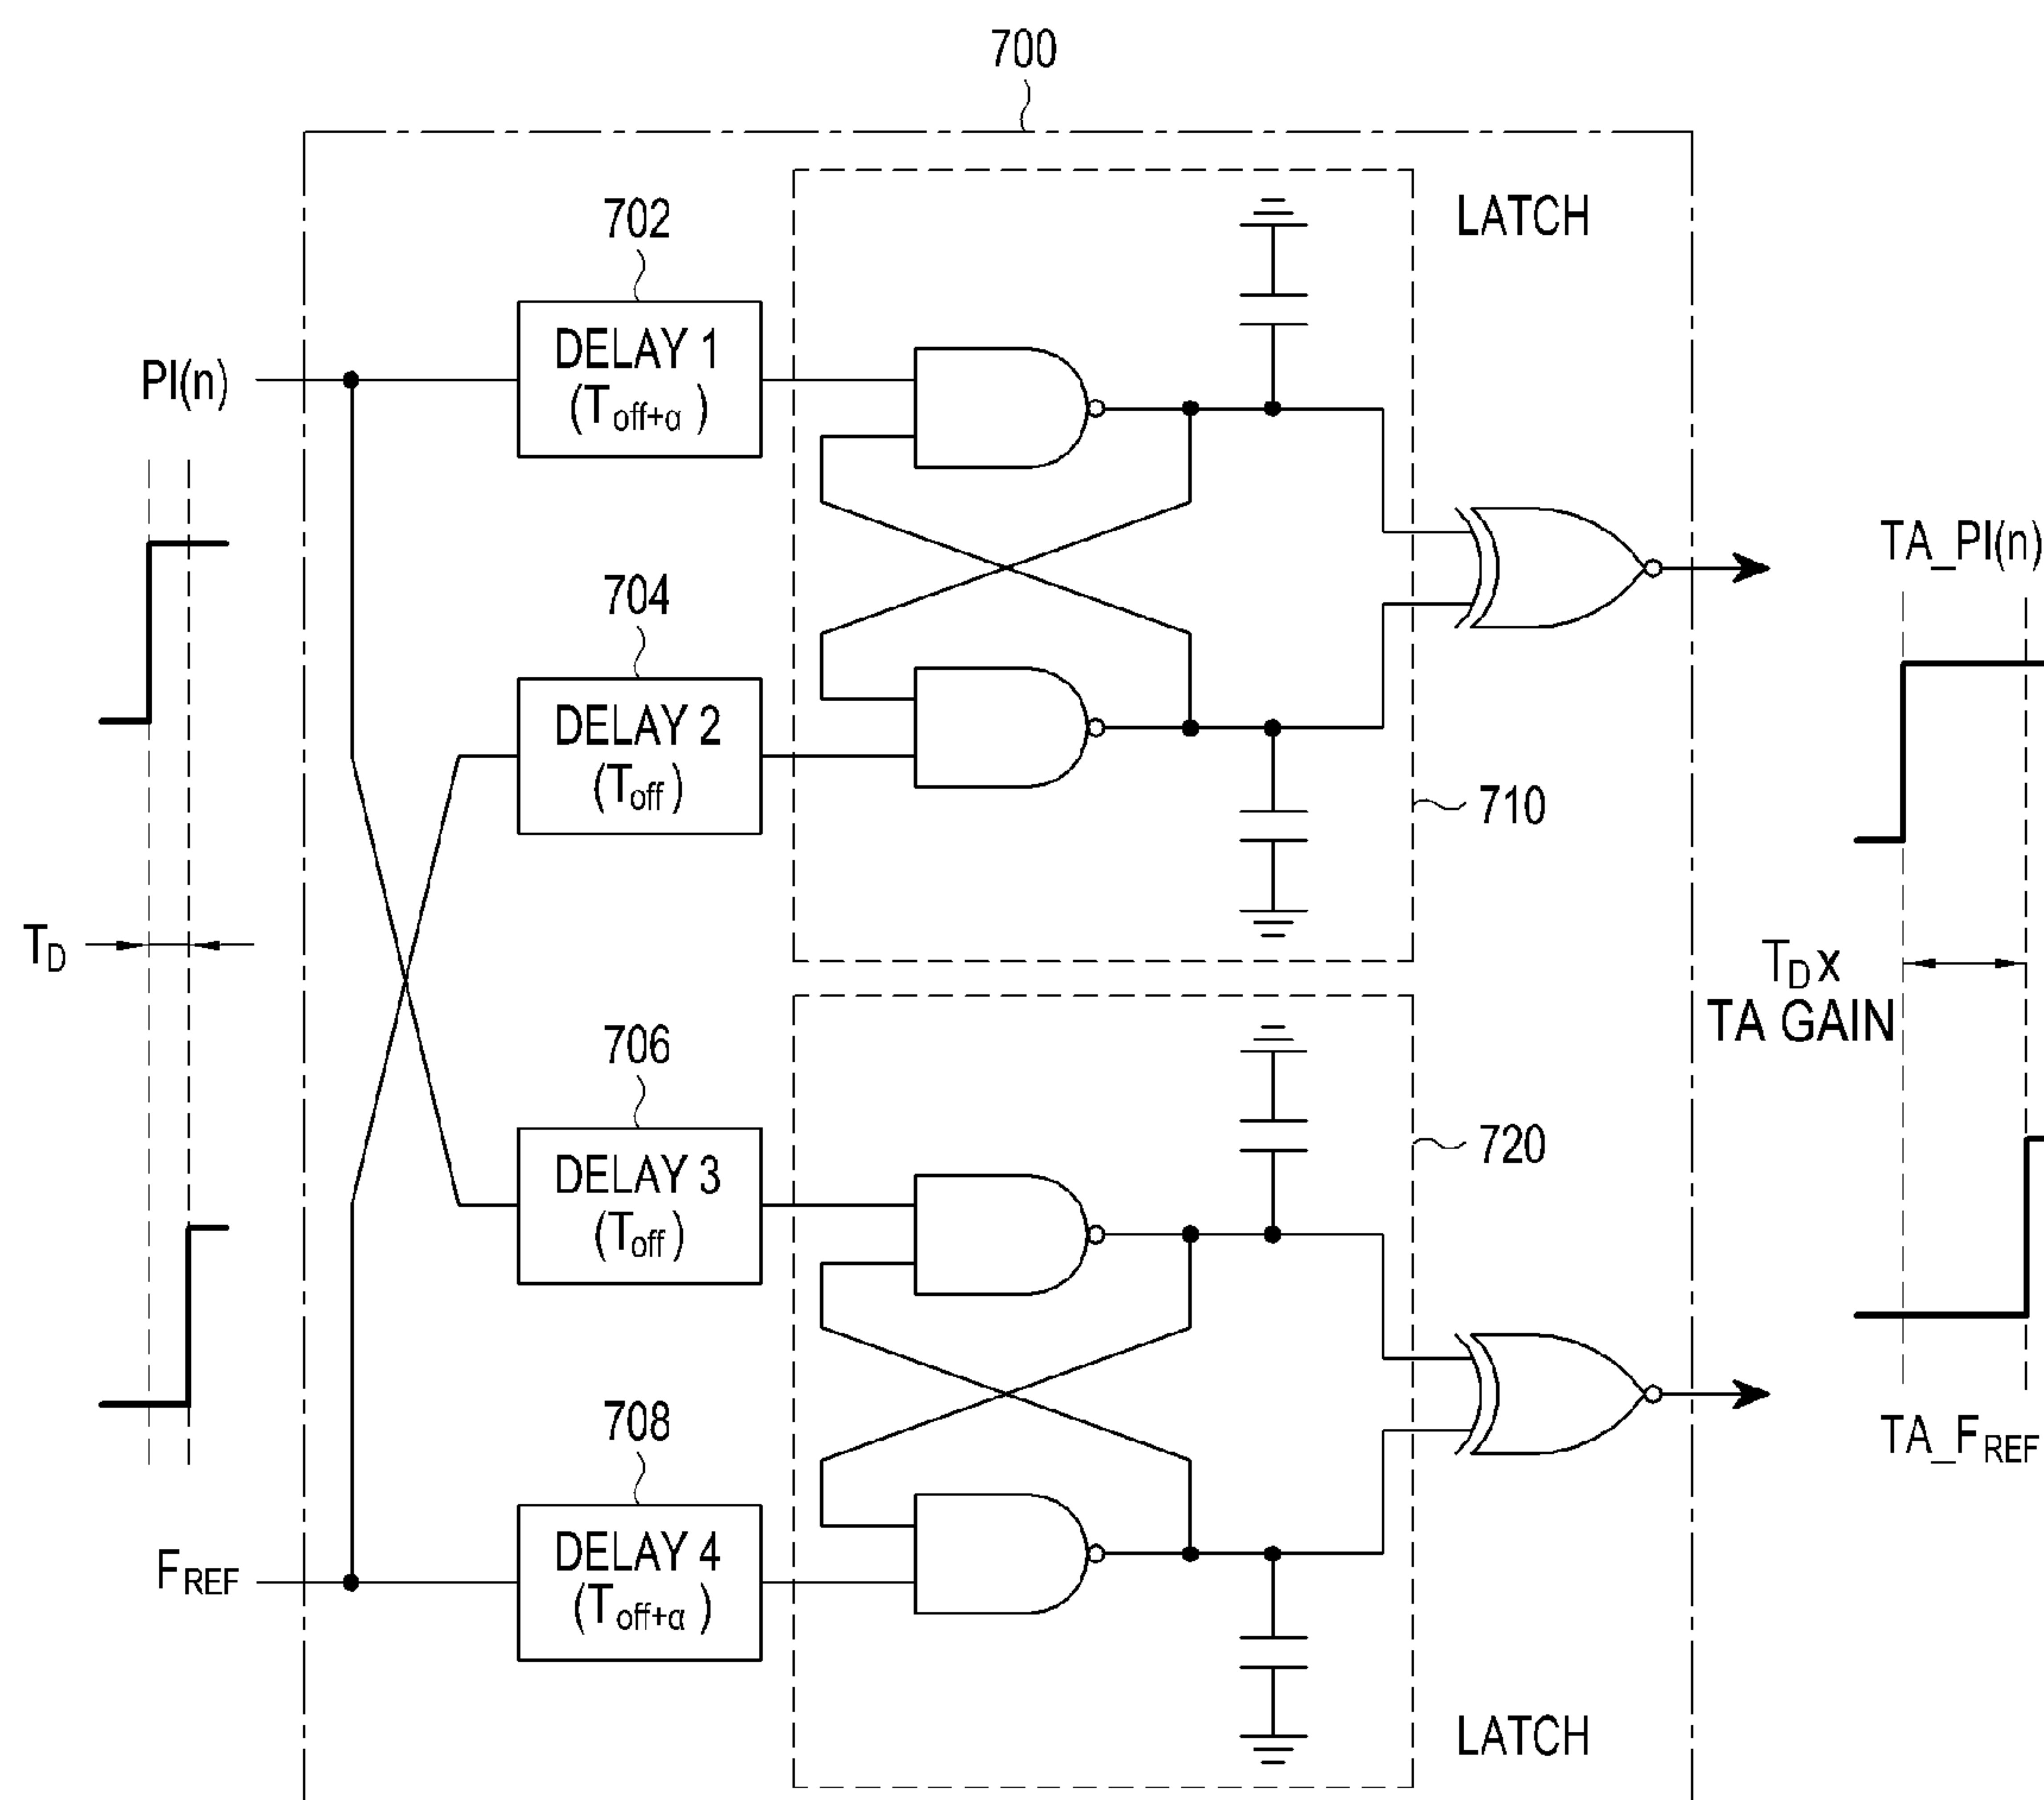 700
LATCH
702
DELAY 1
(Toff+α)
PI(n)
TA_PI(n)
704
DELAY 2
(Toff)
710
TD
TD x
TA GAIN
706
DELAY 3
(Toff)
720
708
DELAY 4
(Toff+α)
TA_FREF
FREF
LATCH